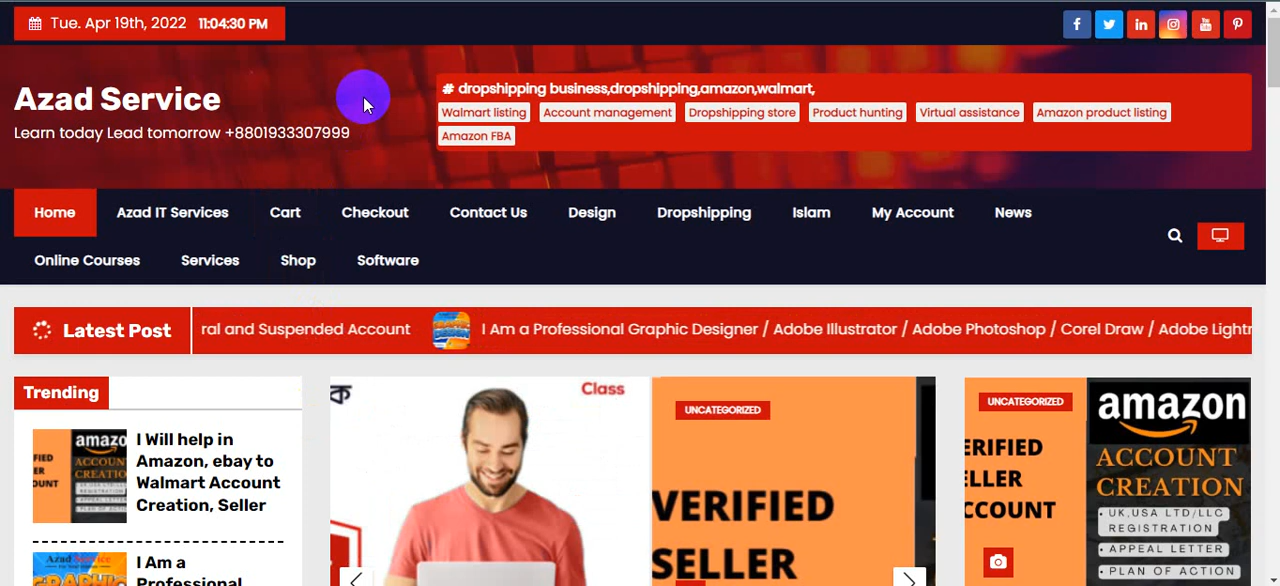 Tue. Apr 19th, 2022 11:04:30 PM
Azad Service
Learn today Lead tomorrow +8801933307999
# dropshipping business,dropshipping,amazon,walmart,
Walmart listing Account management Dropshipping store Product hunting Virtual assistance Amazon product listing
Amazon FBA
Home Azad IT Services Cart Checkout Contact Us Design Dropshipping Islam My Account News
Online Courses Services Shop Software
Latest Post ral and Suspended Account I Am a Professional Graphic Designer / Adobe Illustrator / Adobe Photoshop / Corel Draw / Adobe Lightr
Trending
I Will help in
Amazon, ebay to
Walmart Account
Creation, Seller
I Am a
Professional
ক
Class
UNCATEGORIZED
VERIFIED
SELLER
UNCATEGORIZED
ERIFIED
ELLER
CCOUNT
amazon
ACCOUNT
CREATION
• UK,USA LTD/LLC
REGISTRATION
• APPEAL LETTER
• PLAN OF ACTION